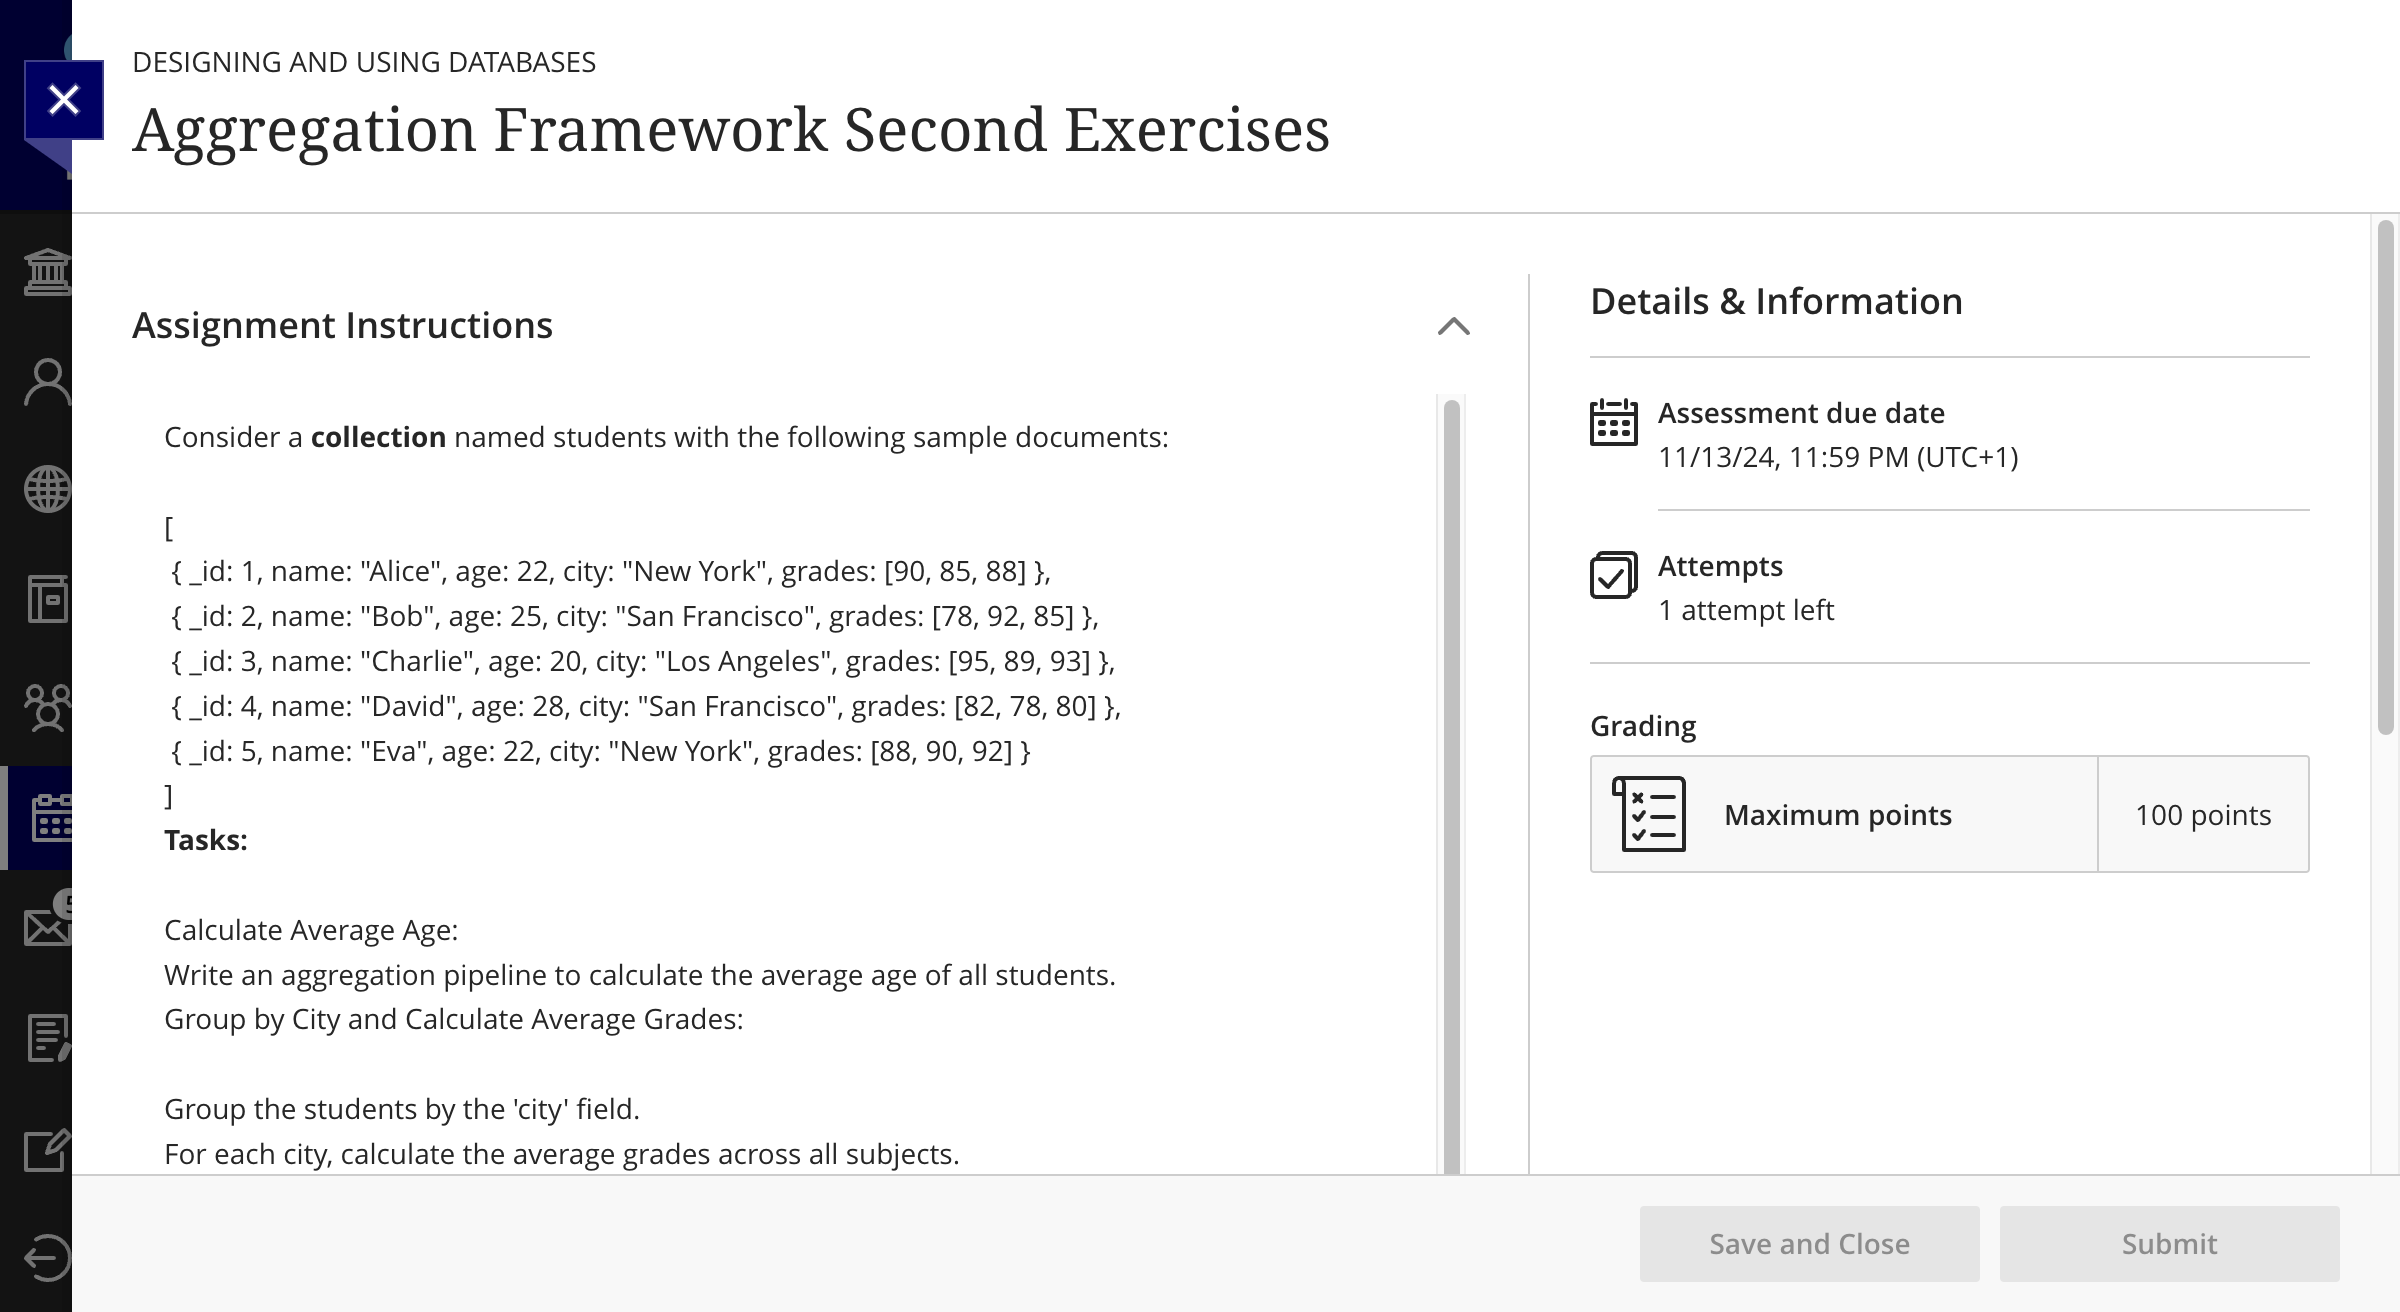 DESIGNING AND USING DATABASES
Aggregation Framework Second Exercises
Assignment Instructions
Consider a collection named students with the following sample documents:
[
{ _id: 1, name: "Alice", age: 22, city: "New York", grades: [90, 85, 88] },
{ _id: 2, name: "Bob", age: 25, city: "San Francisco", grades: [78, 92, 85] },
{ _id: 3, name: "Charlie", age: 20, city: "Los Angeles", grades: [95, 89, 93] },
{ _id: 4, name: "David", age: 28, city: "San Francisco", grades: [82, 78, 80] },
{ _id: 5, name: "Eva", age: 22, city: "New York", grades: [88, 90, 92] }
]
Tasks:
Calculate Average Age:
Write an aggregation pipeline to calculate the average age of all students.
Group by City and Calculate Average Grades:
Group the students by the 'city' field.
For each city, calculate the average grades across all subjects.
Details & Information
Assessment due date
11/13/24, 11:59 PM (UTC+1)
Attempts
1 attempt left
Grading
Maximum points
100 points
Save and Close
Submit